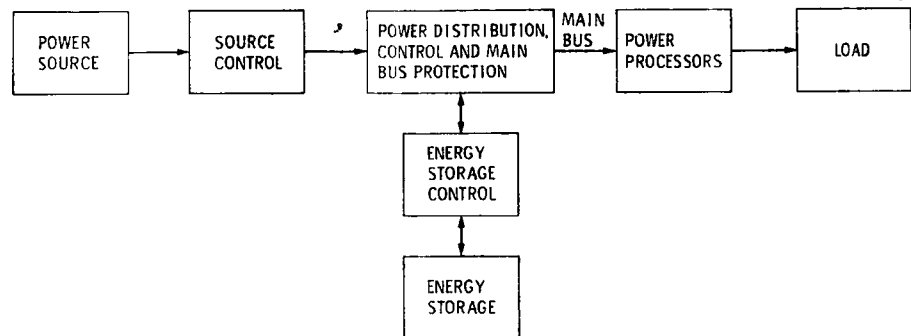 POWER
SOURCE
SOURCE
CONTROL
POWER DISTRIBUTION,
CONTROL AND MAIN
BUS PROTECTION
MAIN
BUS
POWER
PROCESSORS
LOAD
ENERGY
STORAGE
CONTROL
ENERGY
STORAGE